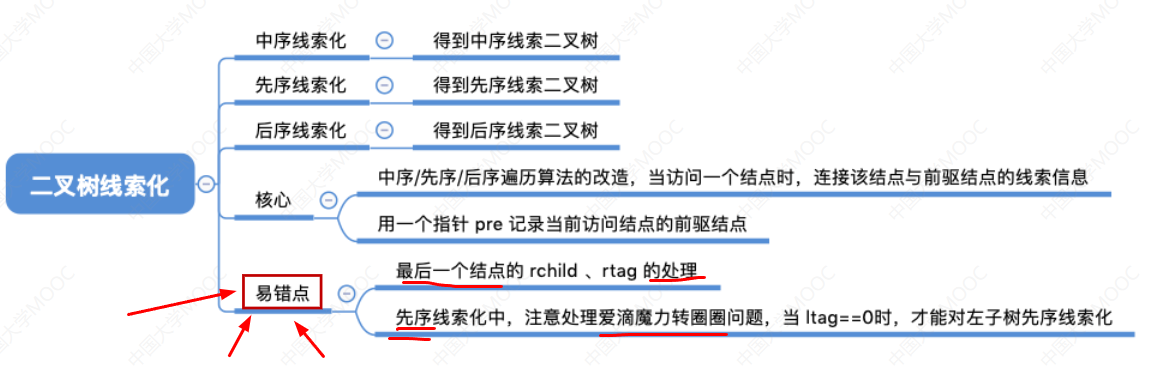 中序线索化
得到中序线索二叉树
先序线索化
得到先序线索二叉树
后序线索化
得到后序线索二叉树
二叉树线索化
核心
中序/先序/后序遍历算法的改造，当访问一个结点时，连接该结点与前驱结点的线索信息
用一个指针 pre 记录当前访问结点的前驱结点
易错点
最后一个结点的 rchild 、rtag 的处理
先序线索化中，注意处理爱滴魔力转圈圈问题，当 ltag==0时，才能对左子树先序线索化
中国大学MOOC